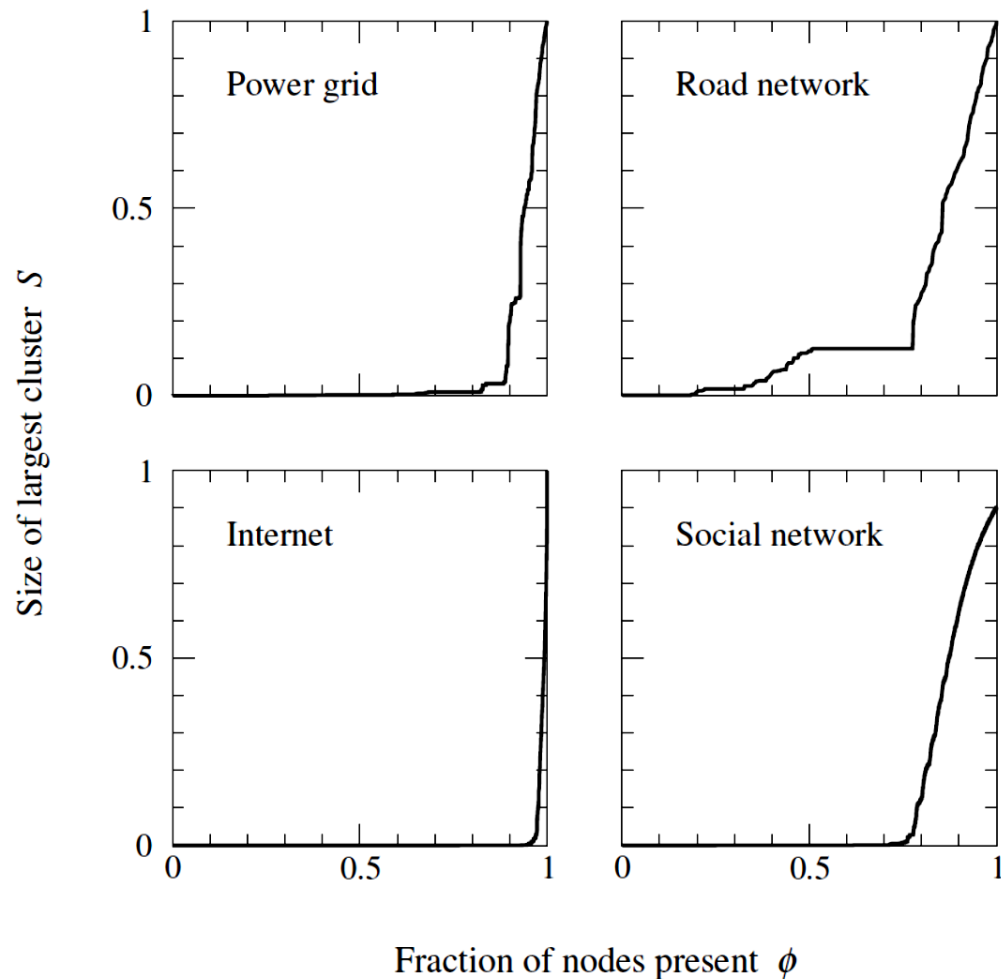 1
Power grid
0.5
0
Road network
Size of largest cluster S
1
Internet
0.5
0
0
0.5
1
Social network
0
0.5
1
Fraction of nodes present ϕ